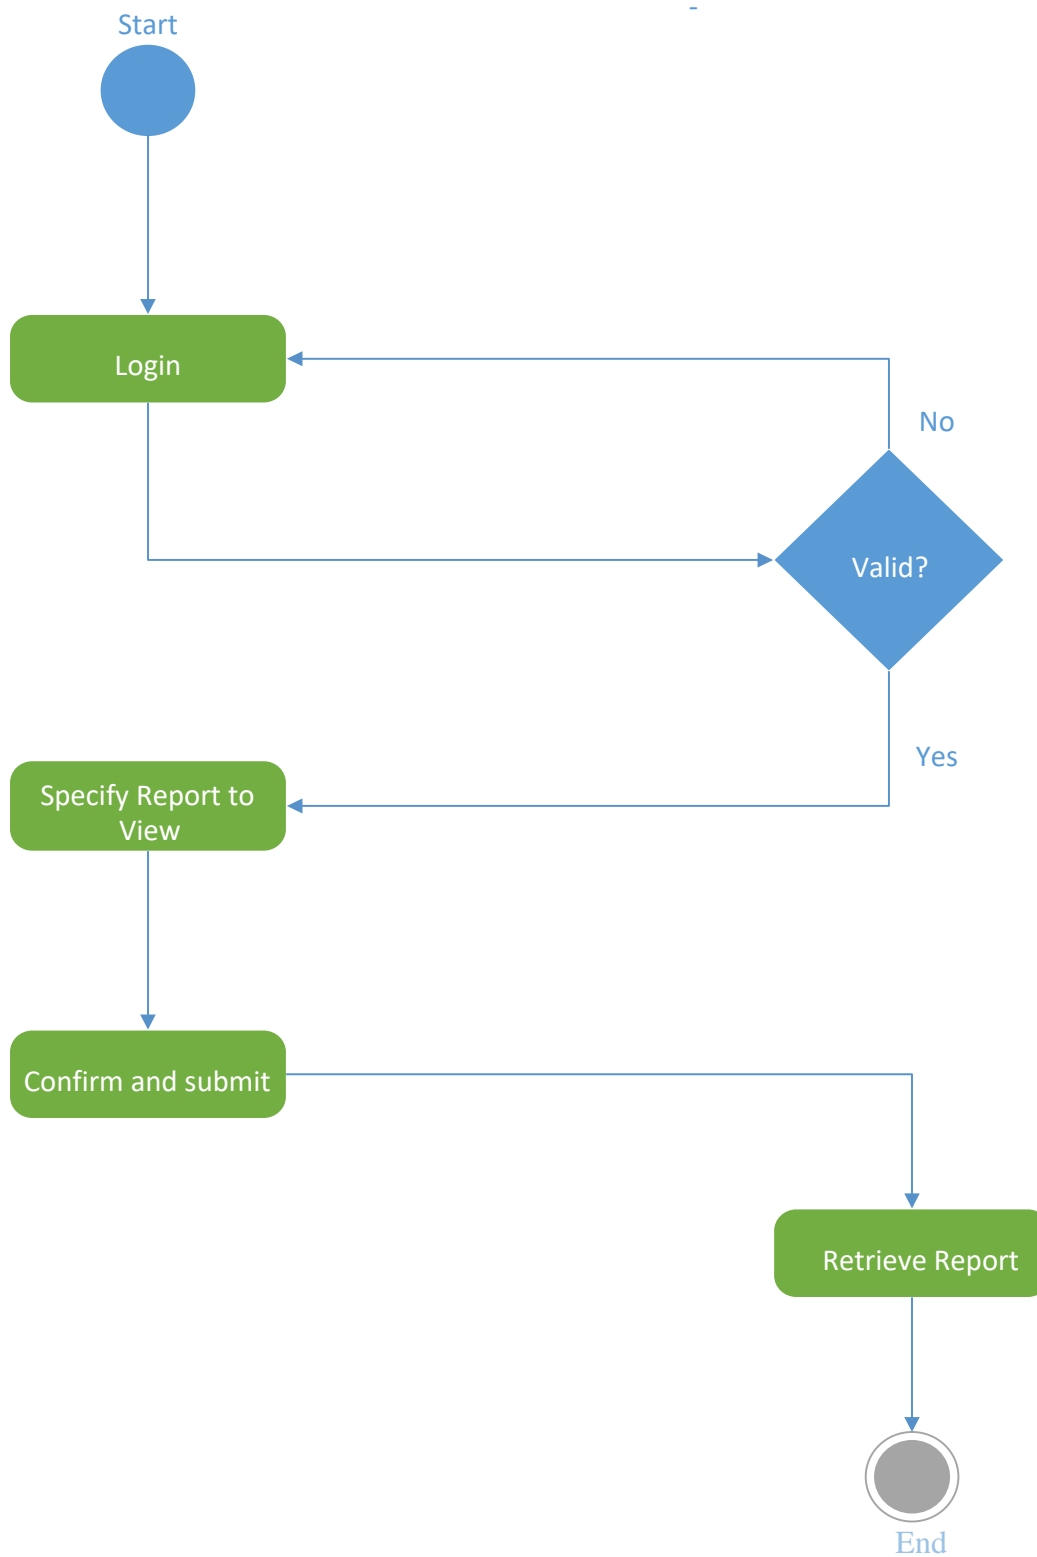 -
Start
Login
No
Valid?
Yes
Specify Report to
View
Confirm and submit
Retrieve Report
End